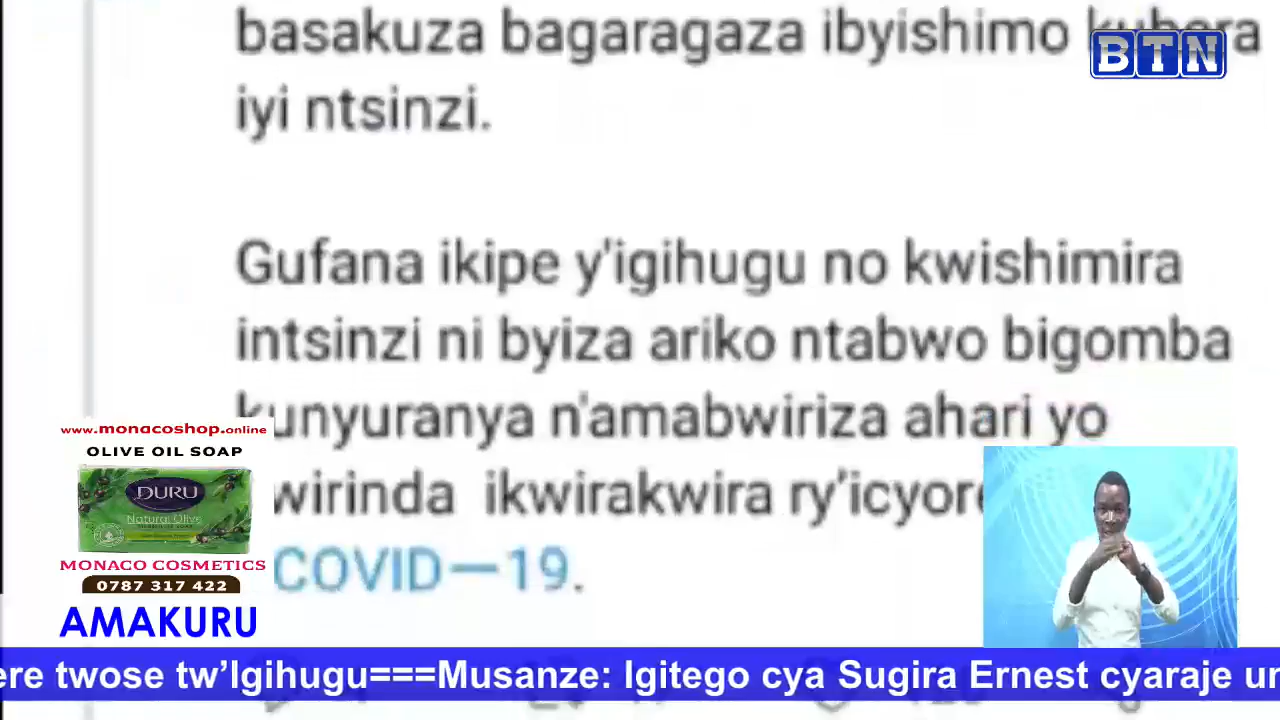 basakuza bagaragaza ibyishimo kubera
BTN
iyi ntsinzi.
Gufana ikipe y'igihugu no kwishimira
intsinzi ni byiza ariko ntabwo bigomba
kunyuranya n'amabwiriza ahari yo
wirinda ikwirakwira ry'icyore
COVID—19.
www.monacoshop.online
OLIVE OIL SOAP
DURU
Natural Olive
MONACO COSMETICS
0787 317 422
AMAKURU
ere twose tw'Igihugu===Musanze: Igitego cya Sugira Ernest cyaraje ur